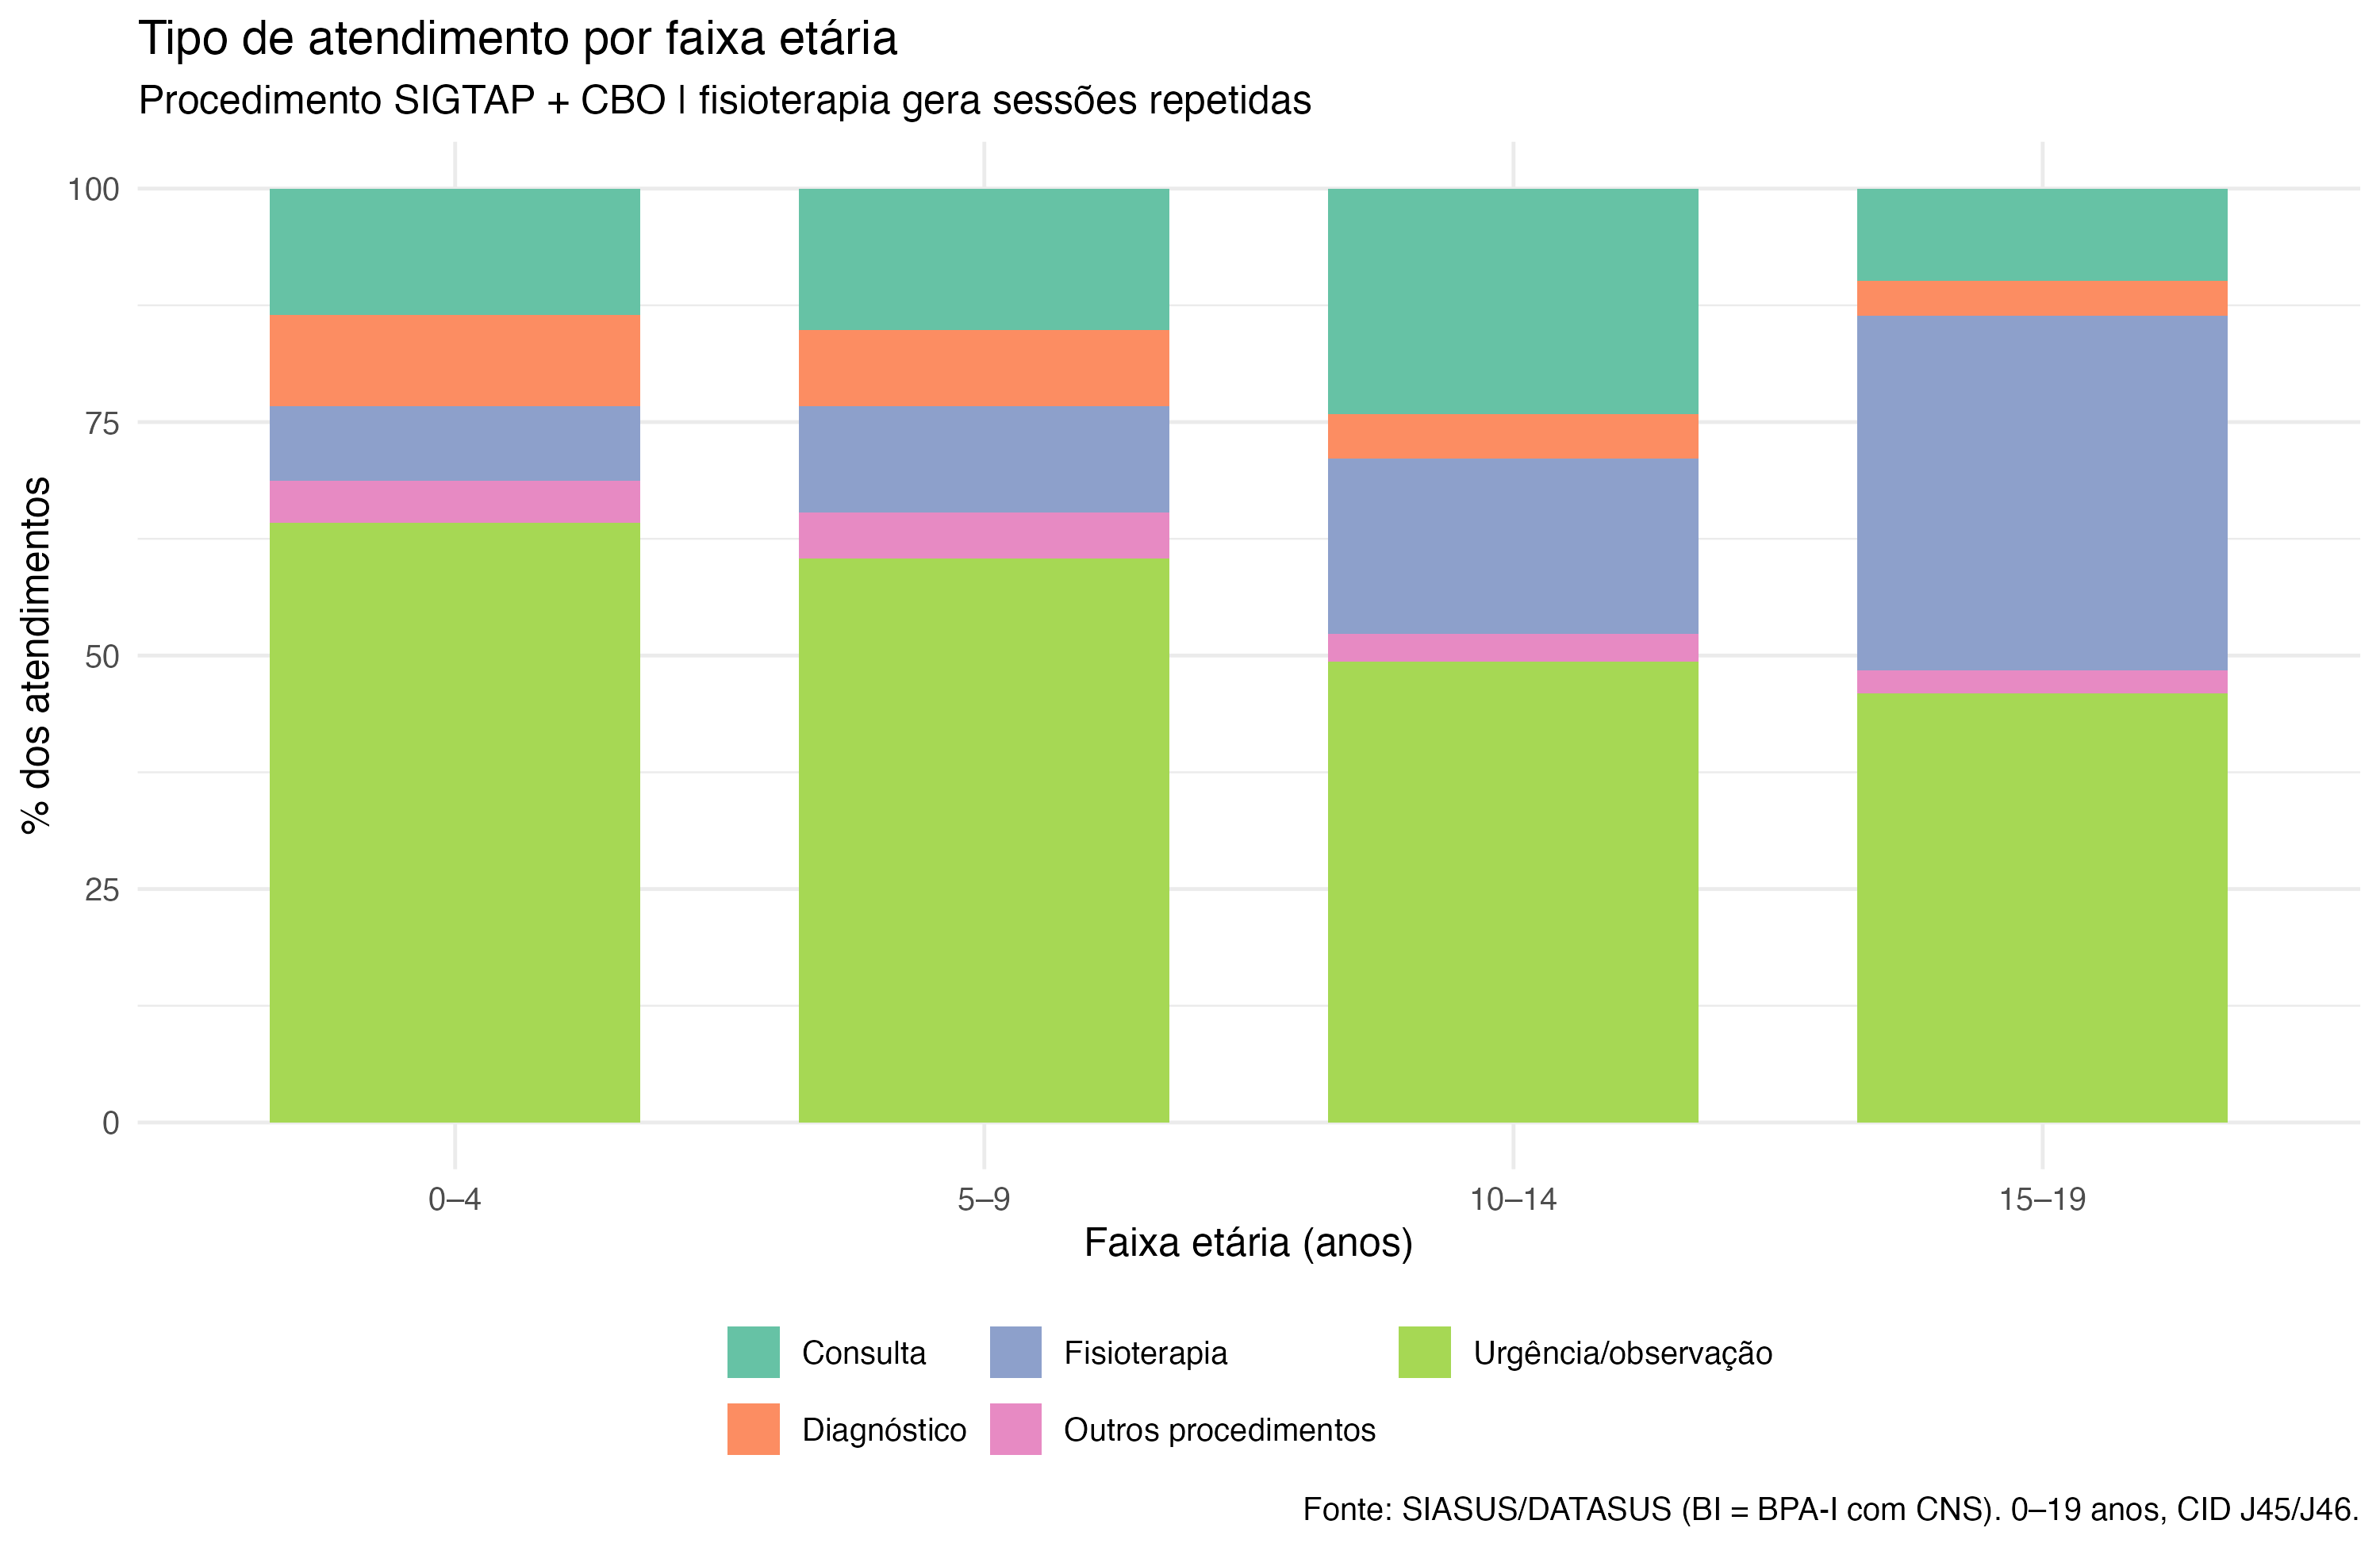 Tipo de atendimento por faixa etária
Procedimento SIGTAP + CBO | fisioterapia gera sessões repetidas
% dos atendimentos
100
75
50
25
0
0–4
5–9
10–14
15–19
Faixa etária (anos)
Consulta
Fisioterapia
Urgência/observação
Diagnóstico
Outros procedimentos
Fonte: SIASUS/DATASUS (BI = BPA-I com CNS). 0–19 anos, CID J45/J46.